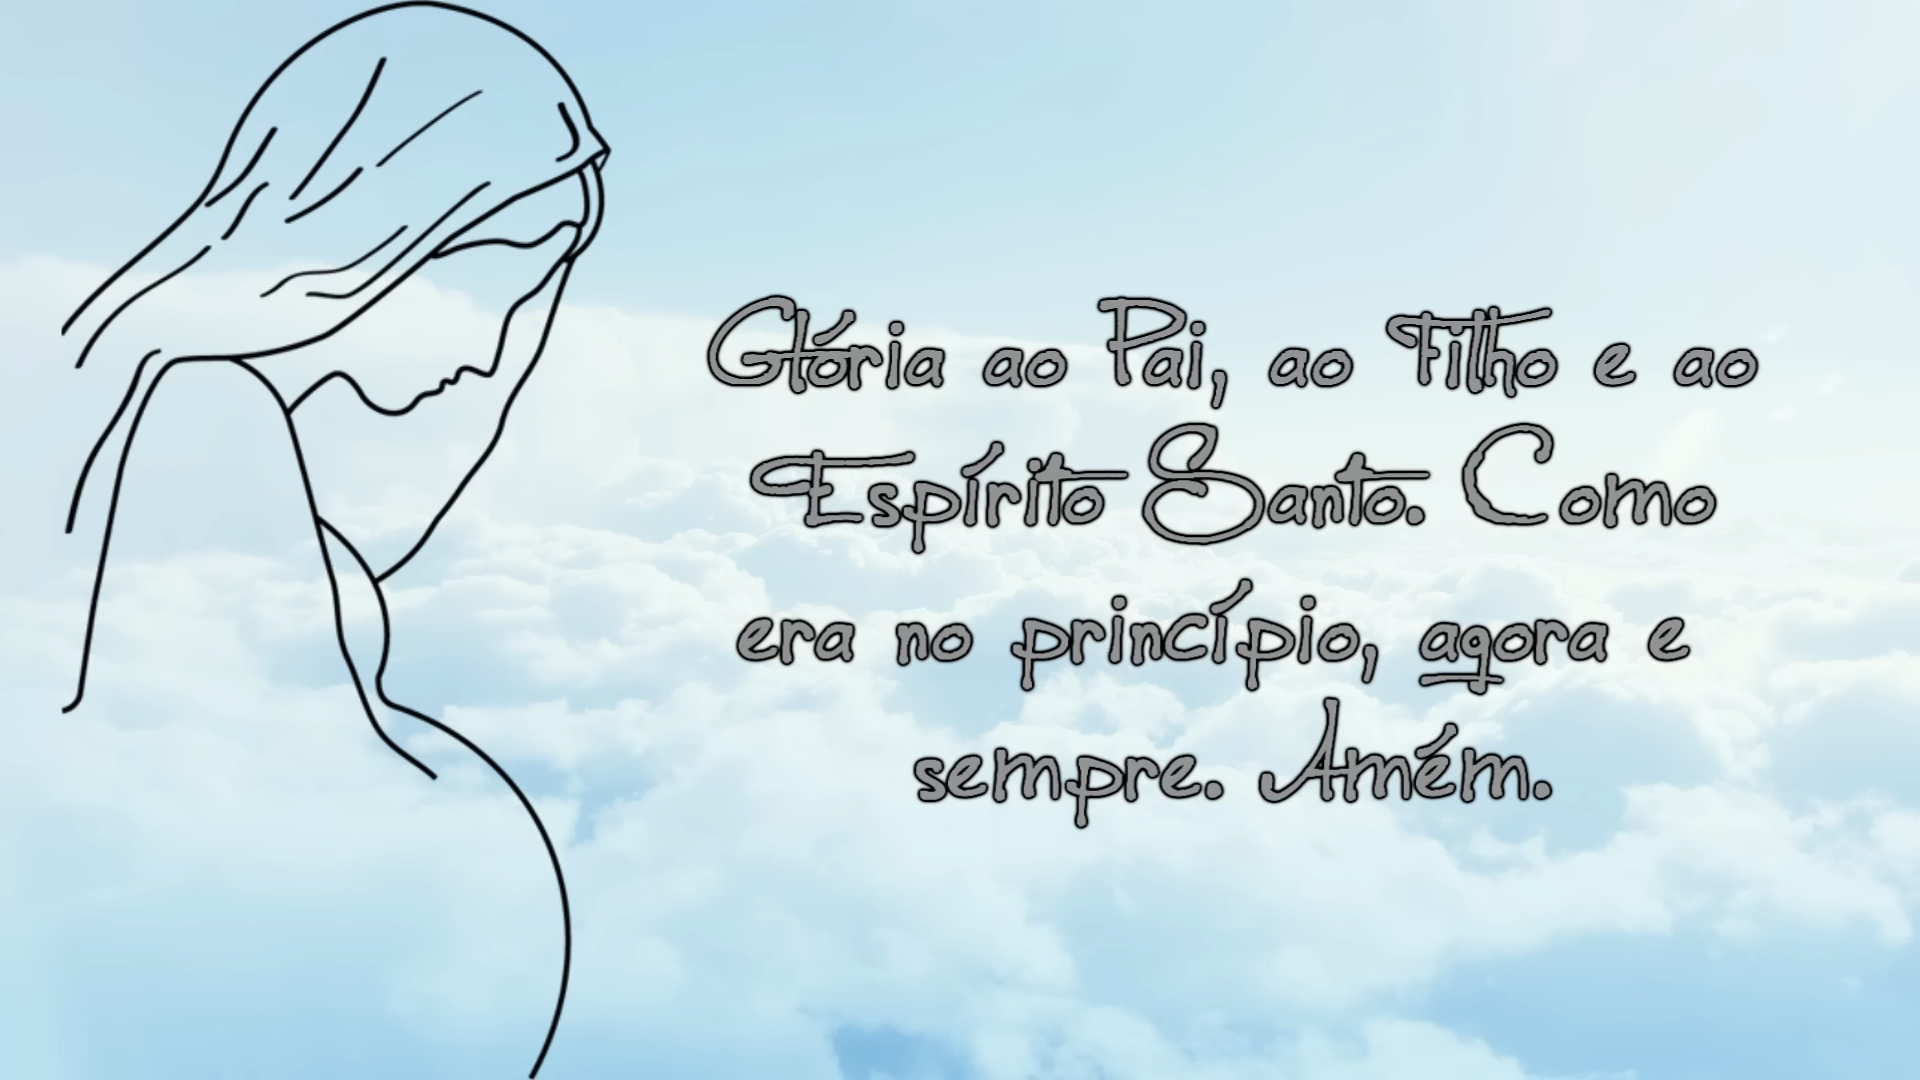 Glória ao Pai, ao Filho e ao
Espírito Santo. Como
era no princípio, agora e
sempre. Amém.